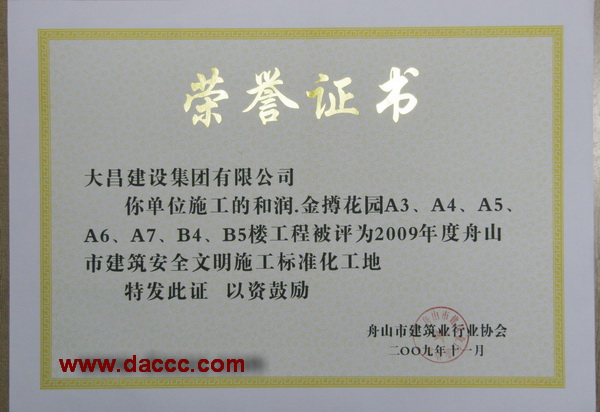 荣誉证书
大昌建设集团有限公司
你单位施工的和润.金搏花园A3、A4、A5、
A6、A7、B4、B5楼工程被评为2009年度舟山
市建筑安全文明施工标准化工地
特发此证 以资鼓励
舟山市建筑业行业协会
二〇〇九年十一月
www.daccc.com